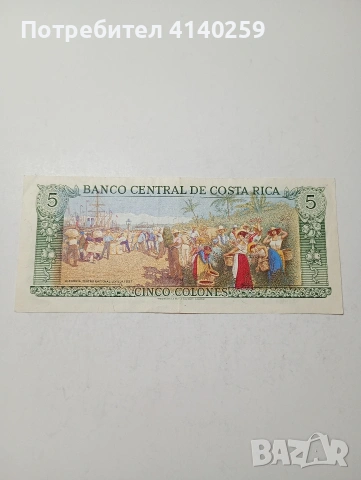 Потребител 4140259
5 BANCO CENTRAL DE COSTA RICA 5
CINCO COLONES
BAZAR